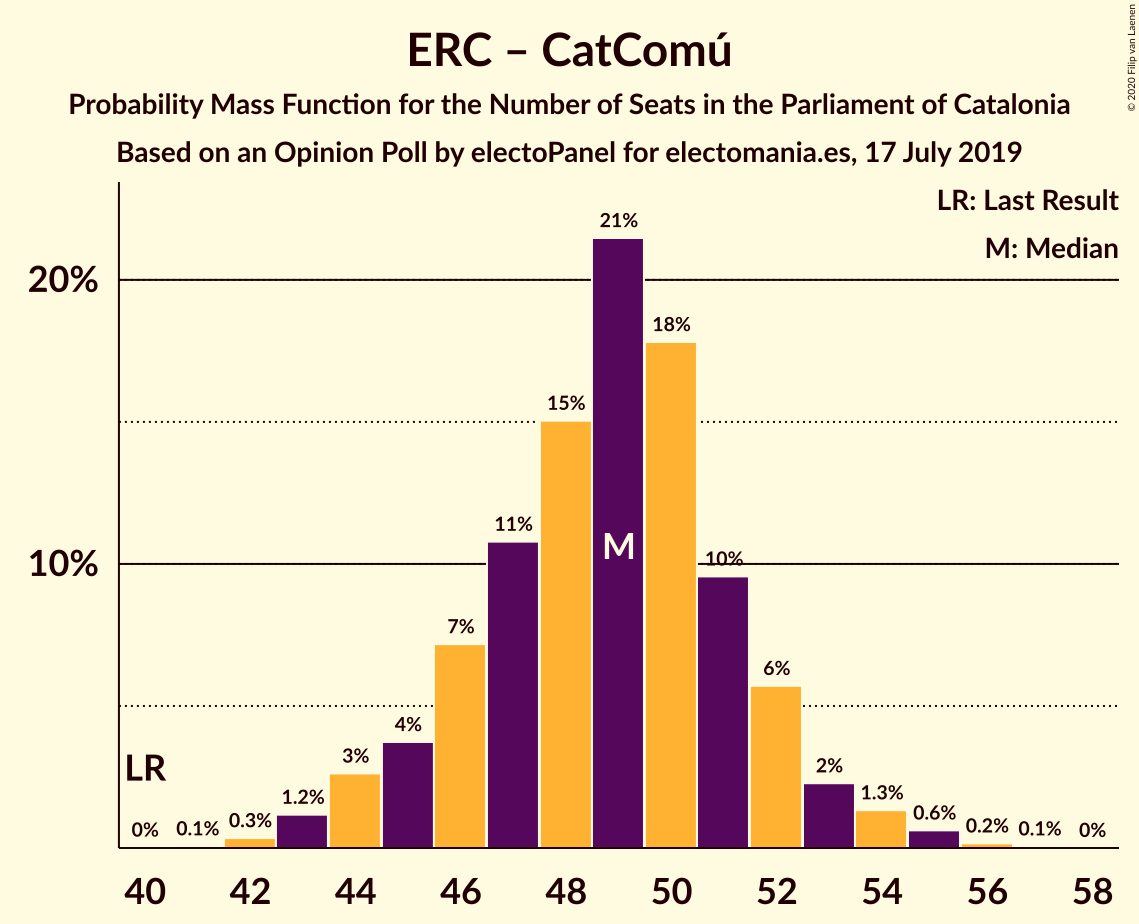 © 2020 Filip van Laenen
ERC – CatComú
Probability Mass Function for the Number of Seats in the Parliament of Catalonia
Based on an Opinion Poll by electoPanel for electomania.es, 17 July 2019
LR: Last Result
M: Median
20%
10%
0%
0.1%
0.3%
1.2%
3%
4%
7%
11%
15%
21%
18%
10%
6%
2%
1.3%
0.6%
0.2%
0.1%
0%
LR
M
40 42 44 46 48 50 52 54 56 58